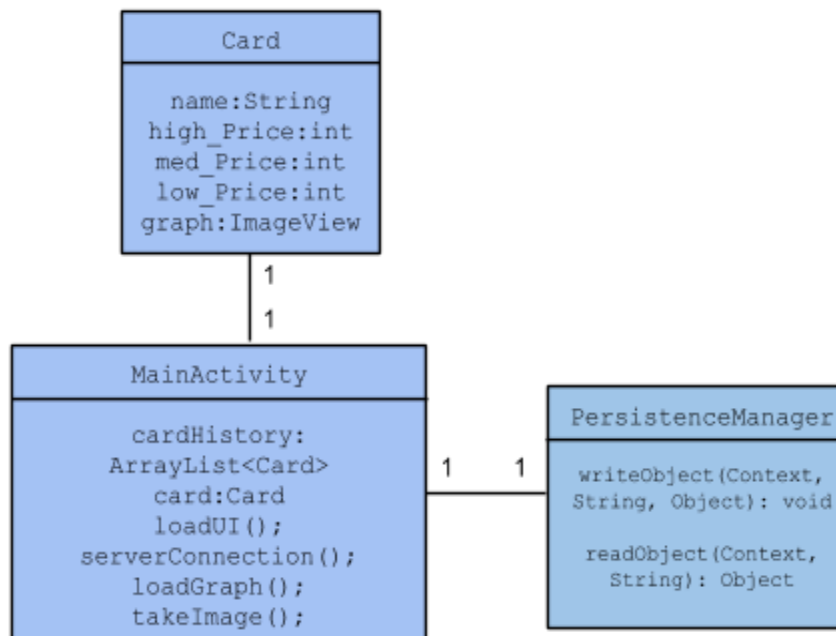 Card
name:String
high_Price:int
med_Price:int
low_Price:int
graph:ImageView
1
1
MainActivity
cardHistory:
ArrayList<Card>
card:Card
loadUI();
serverConnection();
loadGraph();
takeImage();
1 1
PersistenceManager
writeObject(Context,
String, Object): void
readObject(Context,
String): Object